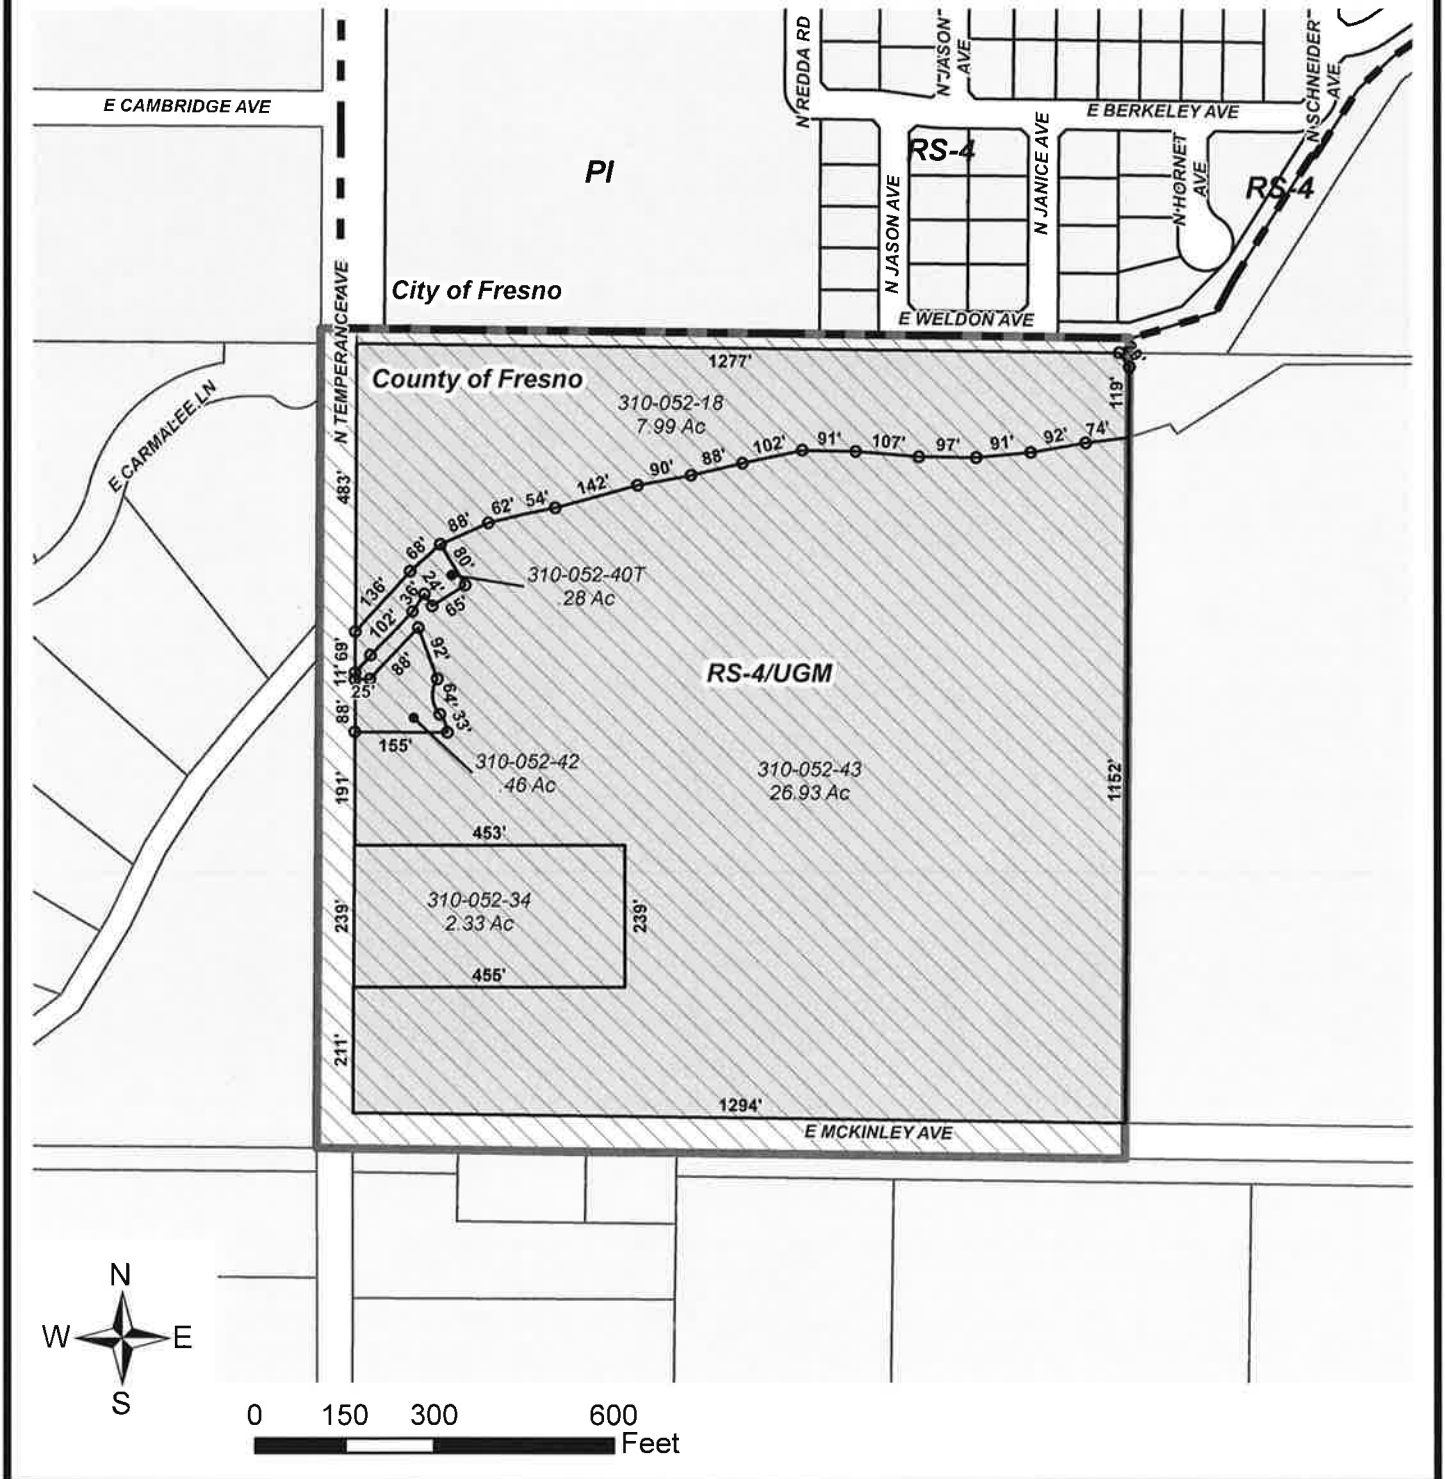 N REDDA RD
N JASON
AVE
N SCHNEIDER
AVE
E CAMBRIDGE AVE
E BERKELEY AVE
PI
RS-4
N JANICE AVE
N HORNET
AVE
RS-4
N JASON AVE
City of Fresno
E WELDON AVE
N TEMPERANCE AVE
1277'
County of Fresno
119'
310-052-18
7.99 Ac
E CARMALEE LN
483'
88'
62'
54'
142'
90'
88'
102'
91'
107'
97'
91'
92'
74'
68'
80'
136'
36'
24'
65'
310-052-40T
.28 Ac
102'
69'
11'
25'
88'
92'
64'
33'
88'
155'
RS-4/UGM
310-052-42
.46 Ac
310-052-43
26.93 Ac
191'
1152'
453'
310-052-34
2.33 Ac
239'
239'
455'
211'
1294'
E MCKINLEY AVE
N
W E
S
0 150 300 600
Feet